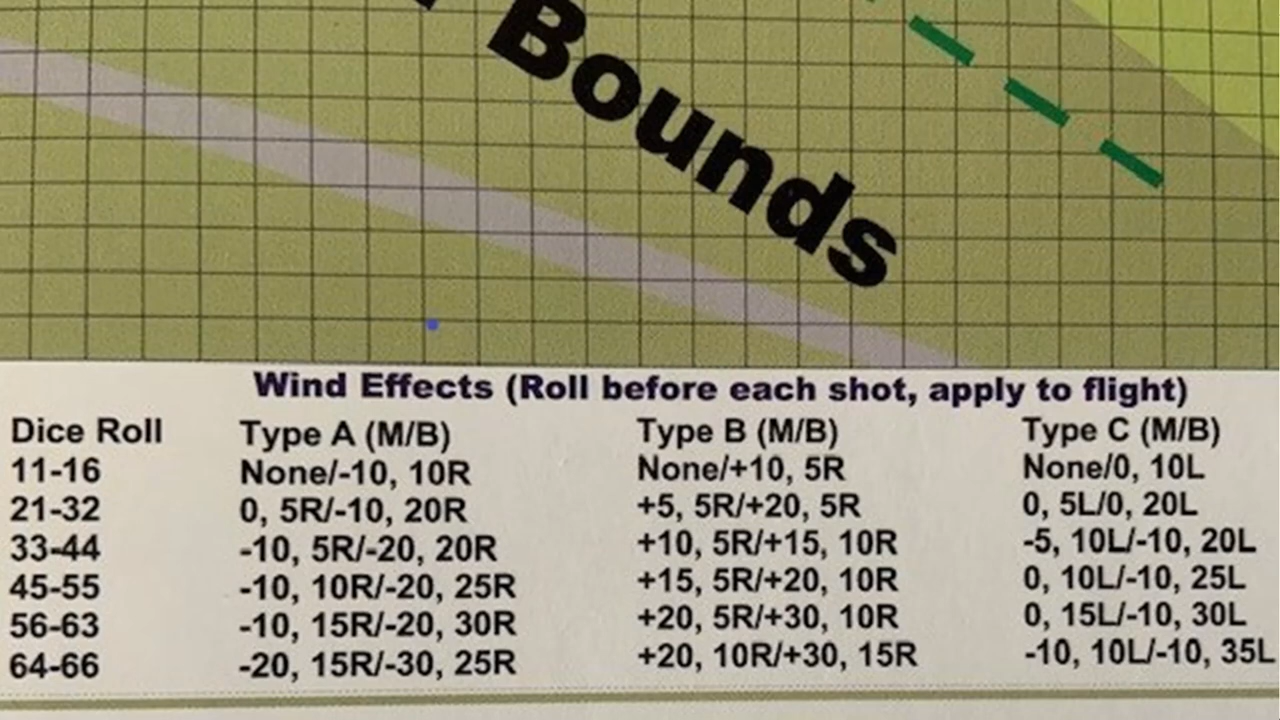 Bounds
Wind Effects (Roll before each shot, apply to flight)
Dice Roll Type A (M/B) Type B (M/B) Type C (M/B)
11-16 None/-10, 10R None/+10, 5R None/0, 10L
21-32 0, 5R/-10, 20R +5, 5R/+20, 5R 0, 5L/0, 20L
33-44 -10, 5R/-20, 20R +10, 5R/+15, 10R -5, 10L/-10, 20L
45-55 -10, 10R/-20, 25R +15, 5R/+20, 10R 0, 10L/-10, 25L
56-63 -10, 15R/-20, 30R +20, 5R/+30, 10R 0, 15L/-10, 30L
64-66 -20, 15R/-30, 25R +20, 10R/+30, 15R -10, 10L/-10, 35L